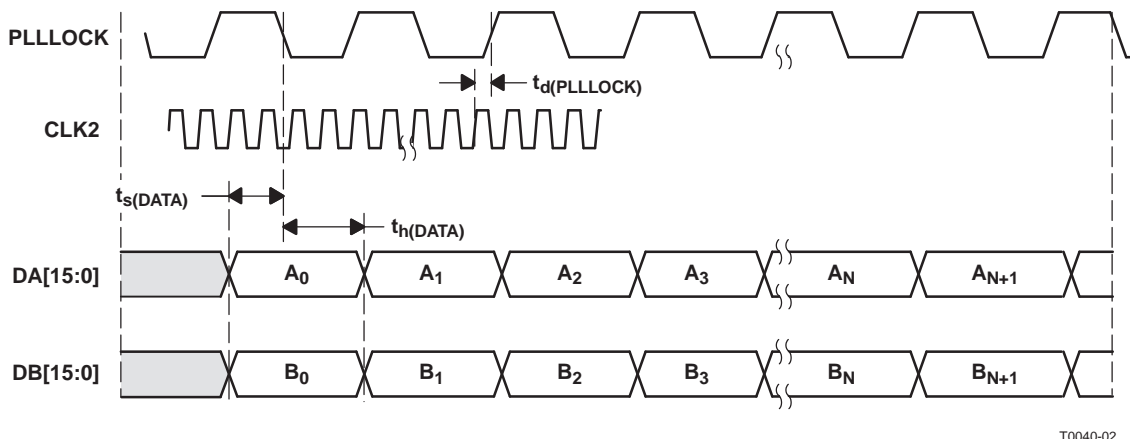 PLLLOCK
t_d(PLLLOCK)
CLK2
t_s(DATA)
t_h(DATA)
DA[15:0] A_0 A_1 A_2 A_3 A_N A_N+1
DB[15:0] B_0 B_1 B_2 B_3 B_N B_N+1
T0040-02